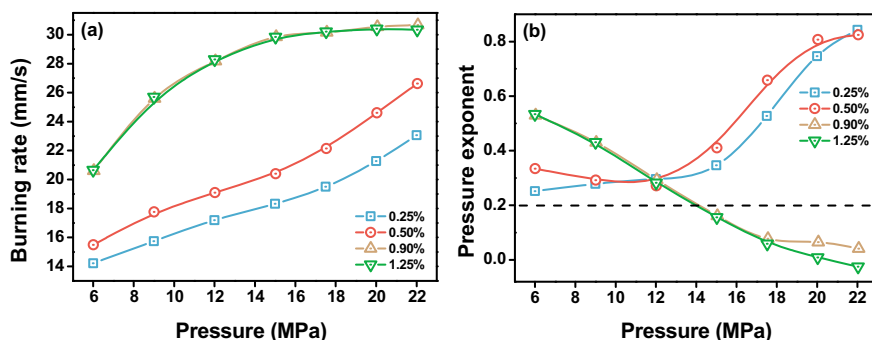 (a)
Burning rate (mm/s)
30
28
26
24
22
20
18
16
14
6 8 10 12 14 16 18 20 22
Pressure (MPa)
0.25%
0.50%
0.90%
1.25%
(b)
Pressure exponent
0.8
0.6
0.4
0.2
0.0
6 8 10 12 14 16 18 20 22
Pressure (MPa)
0.25%
0.50%
0.90%
1.25%